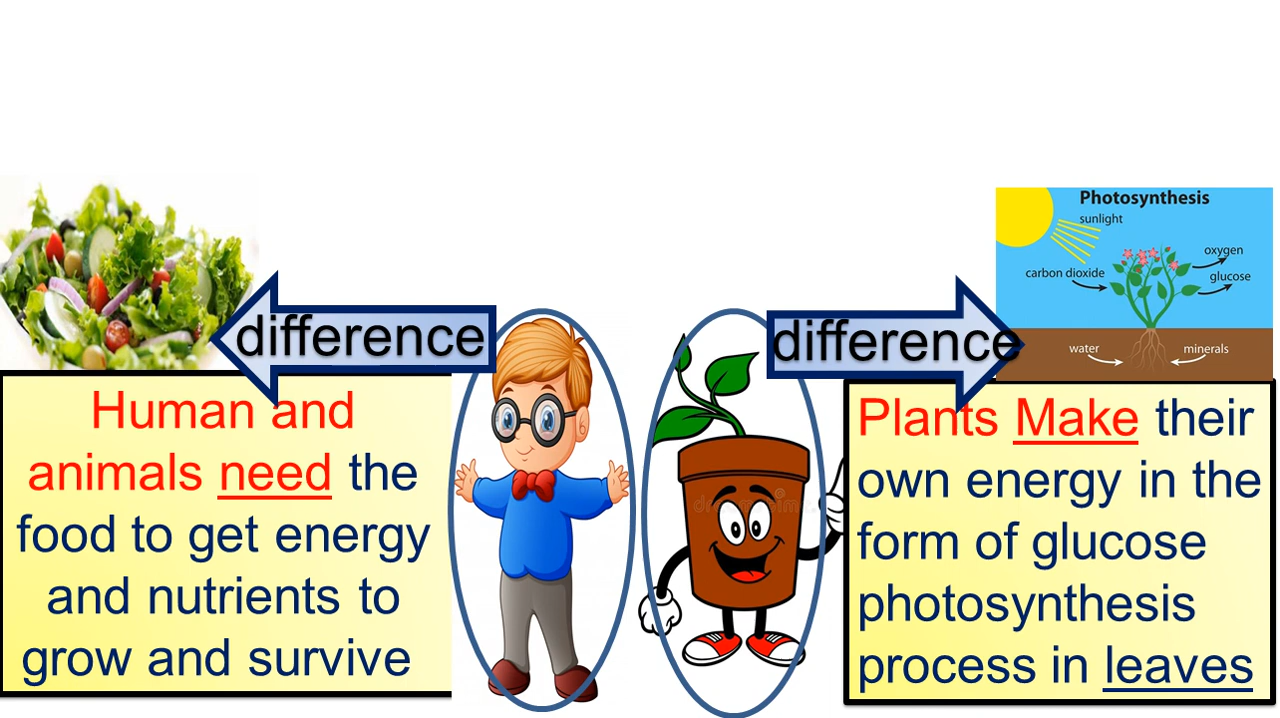 Photosynthesis
sunlight
oxygen
carbon dioxide
glucose
water
minerals
difference
difference
Human and
animals need the
food to get energy
and nutrients to
grow and survive
Plants Make their
own energy in the
form of glucose
photosynthesis
process in leaves